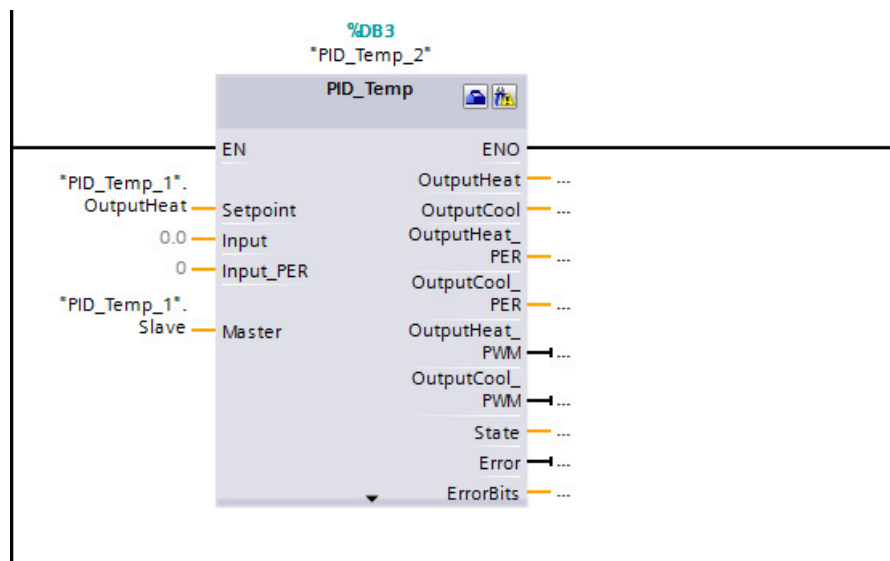 %DB3
"PID_Temp_2"
PID_Temp
EN
ENO
OutputHeat ...
"PID_Temp_1".
OutputHeat
Setpoint
OutputCool ...
0.0
Input
OutputHeat_
PER ...
0
Input_PER
OutputCool_
PER ...
"PID_Temp_1".
Slave
Master
OutputHeat_
PWM ...
OutputCool_
PWM ...
State ...
Error ...
ErrorBits ...